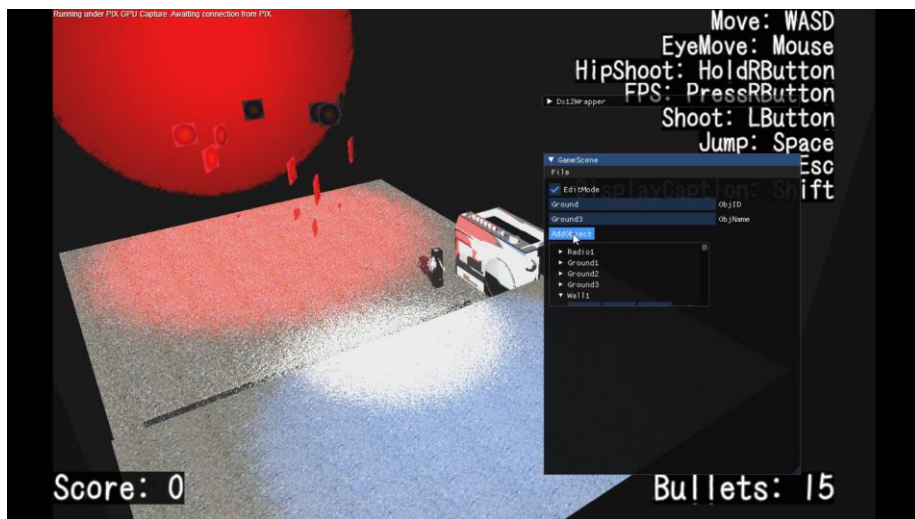 Running under PIX GPU Capture. Awaiting connection from PIX.
Move: WASD
EyeMove: Mouse
HipShoot: HoldRButton
FPS: PressRButton
Dx12Wrapper
Shoot: LButton
Jump: Space
Esc
DisplayCaption: Shift
GameScene
File
EditMode
Ground ObjID
Ground3 ObjName
AddObject
Radio1
Ground1
Ground2
Ground3
Wall1
Score: 0
Bullets: 15